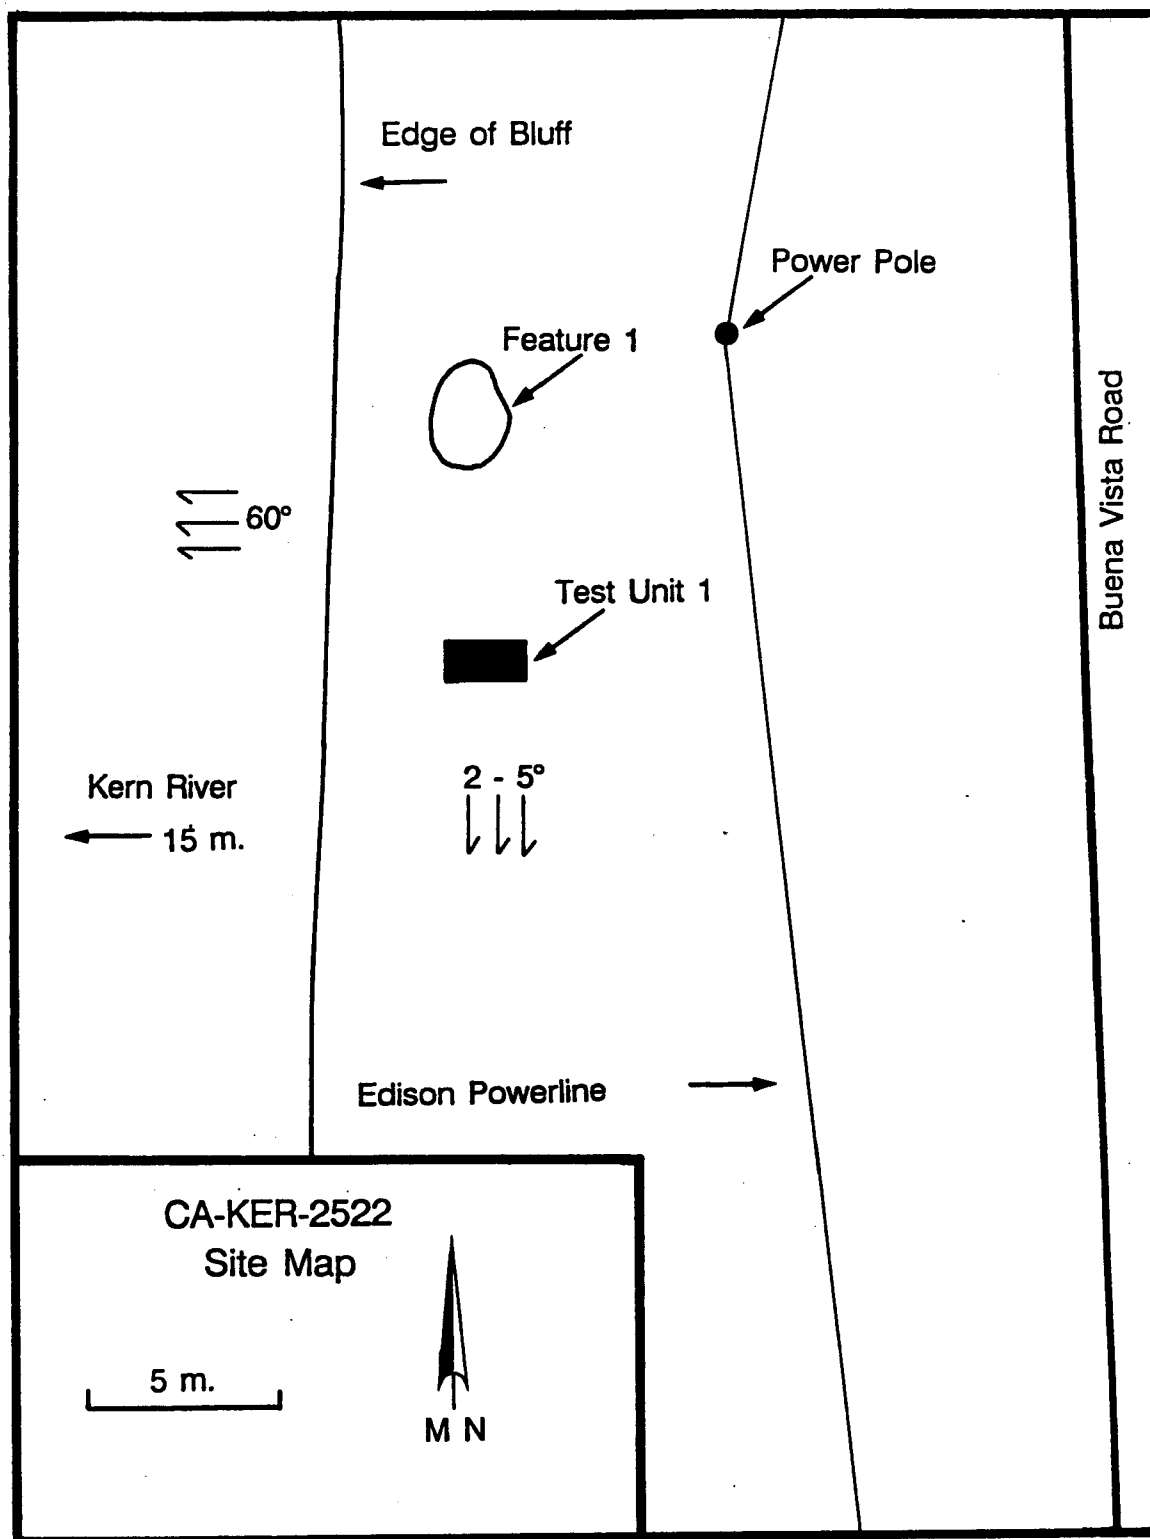 Edge of Bluff
Power Pole
Feature 1
Buena Vista Road
60°
Test Unit 1
2 - 5°
Kern River
15 m.
Edison Powerline
CA-KER-2522
Site Map
5 m.
M N